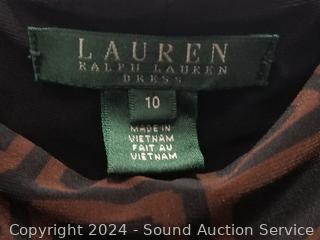 LAUREN
RALPH LAUREN
DRESS
10
MADE IN
VIETNAM
FAIT AU
VIETNAM
Copyright 2024 - Sound Auction Service